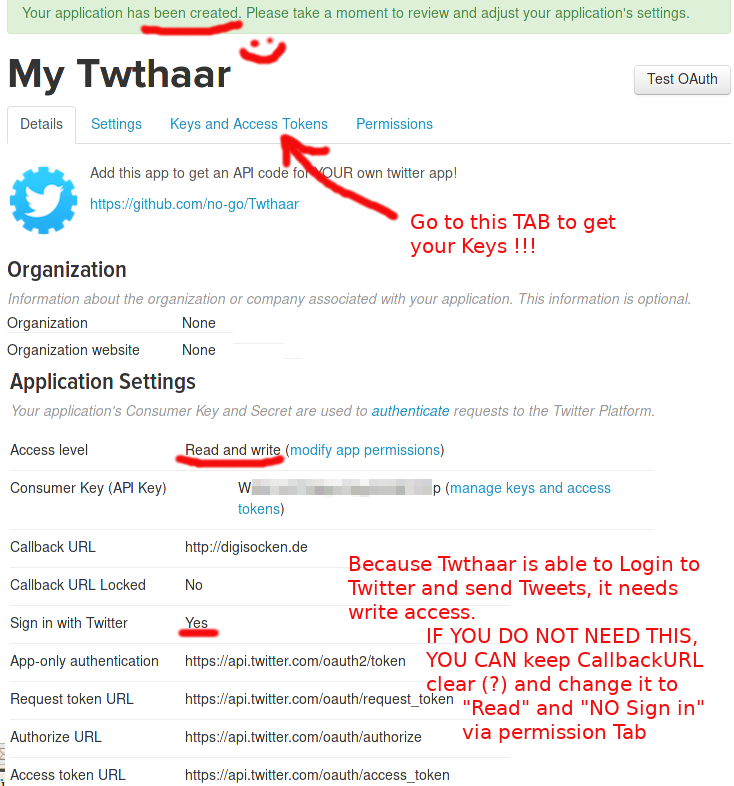 Your application has been created. Please take a moment to review and adjust your application's settings.
My Twthaar
Test OAuth
Details Settings Keys and Access Tokens Permissions
Add this app to get an API code for YOUR own twitter app!
https://github.com/no-go/Twthaar
Go to this TAB to get
your Keys !!!
Organization
Information about the organization or company associated with your application. This information is optional.
Organization None
Organization website None
Application Settings
Your application's Consumer Key and Secret are used to authenticate requests to the Twitter Platform.
Access level Read and write (modify app permissions)
Consumer Key (API Key) W p (manage keys and access
tokens)
Callback URL http://digisocken.de
Callback URL Locked No
Sign in with Twitter Yes
App-only authentication https://api.twitter.com/oauth2/token
Request token URL https://api.twitter.com/oauth/request_token
Authorize URL https://api.twitter.com/oauth/authorize
Access token URL https://api.twitter.com/oauth/access_token
Because Twthaar is able to Login to
Twitter and send Tweets, it needs
write access.
IF YOU DO NOT NEED THIS,
YOU CAN keep CallbackURL
clear (?) and change it to
"Read" and "NO Sign in"
via permission Tab